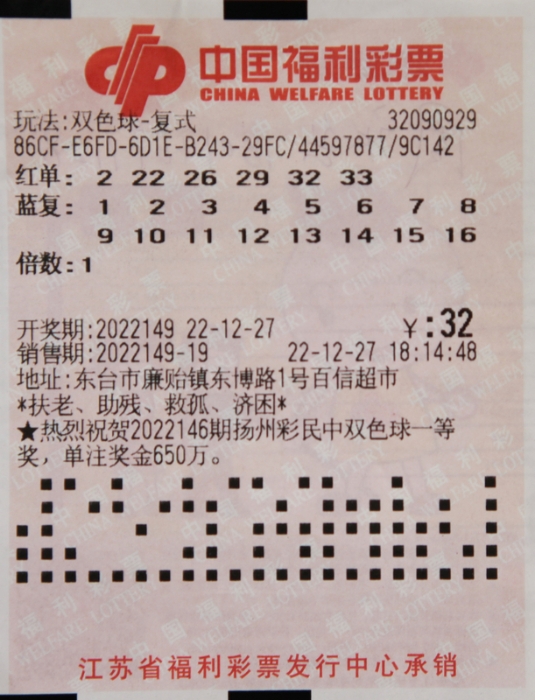 中国福利彩票
CHINA WELFARE LOTTERY
玩法:双色球-复式 32090929
86CF-E6FD-6D1E-B243-29FC/44597877/9C142
红单: 2 22 26 29 32 33
蓝复: 1 2 3 4 5 6 7 8
9 10 11 12 13 14 15 16
倍数:1
开奖期:2022149 22-12-27 ¥:32
销售期:2022149-19 22-12-27 18:14:48
地址:东台市廉贻镇东博路1号百信超市
*扶老、助残、救孤、济困*
★热烈祝贺2022146期扬州彩民中双色球一等
奖，单注奖金650万。
江苏省福利彩票发行中心承销